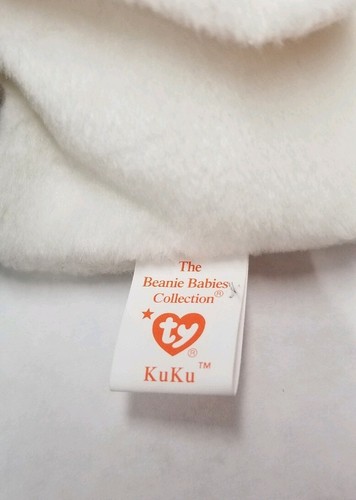 The
Beanie Babies
Collection®
ty ®
KuKu™